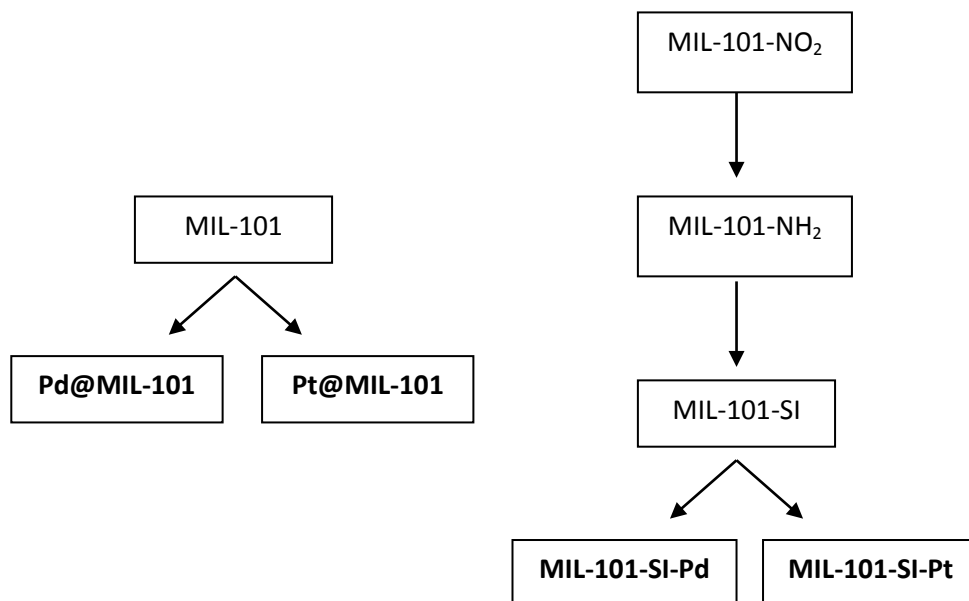 MIL-101-NO₂
MIL-101-NH₂
MIL-101
Pd@MIL-101
Pt@MIL-101
MIL-101-SI
MIL-101-SI-Pd
MIL-101-SI-Pt